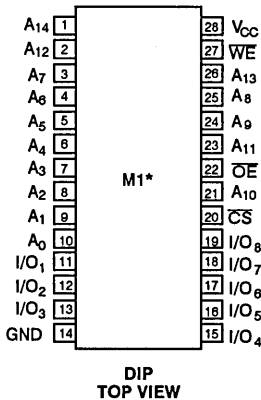 A14 1 28 VCC
A12 2 27 W̅E̅
A7 3 26 A13
A6 4 25 A8
A5 5 24 A9
A4 6 23 A11
A3 7 22 O̅E̅
A2 8 21 A10
A1 9 20 C̅S̅
A0 10 19 I/O8
I/O1 11 18 I/O7
I/O2 12 17 I/O6
I/O3 13 16 I/O5
GND 14 15 I/O4
M1*
DIP
TOP VIEW